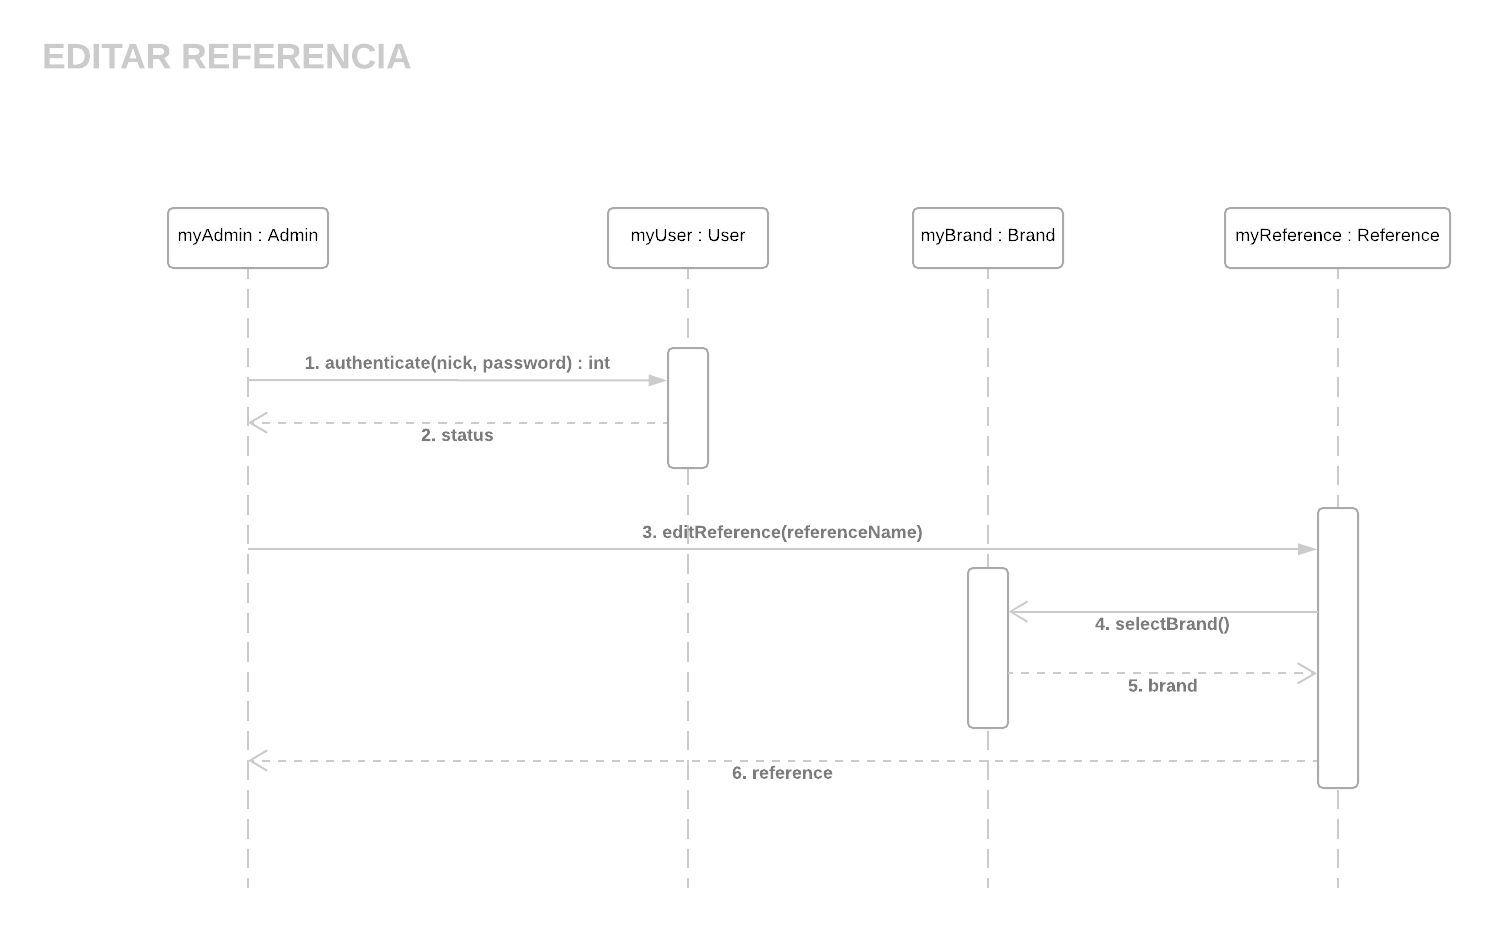 EDITAR REFERENCIA
myAdmin : Admin
myUser : User
myBrand : Brand
myReference : Reference
1. authenticate(nick, password) : int
2. status
3. editReference(referenceName)
4. selectBrand()
5. brand
6. reference